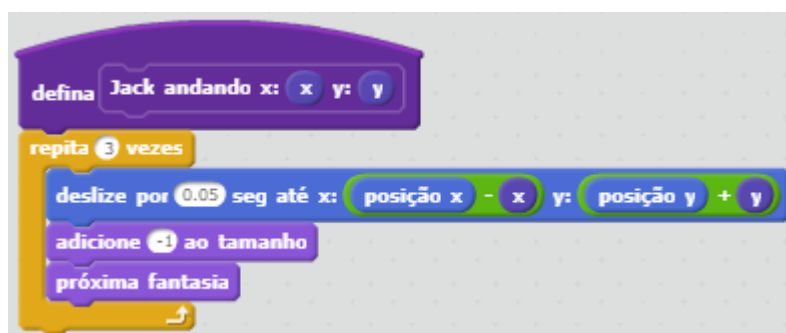 defina Jack andando x: x y: y
repita 3 vezes
deslize por 0.05 seg até x: posição x - x y: posição y + y
adicione -1 ao tamanho
próxima fantasia